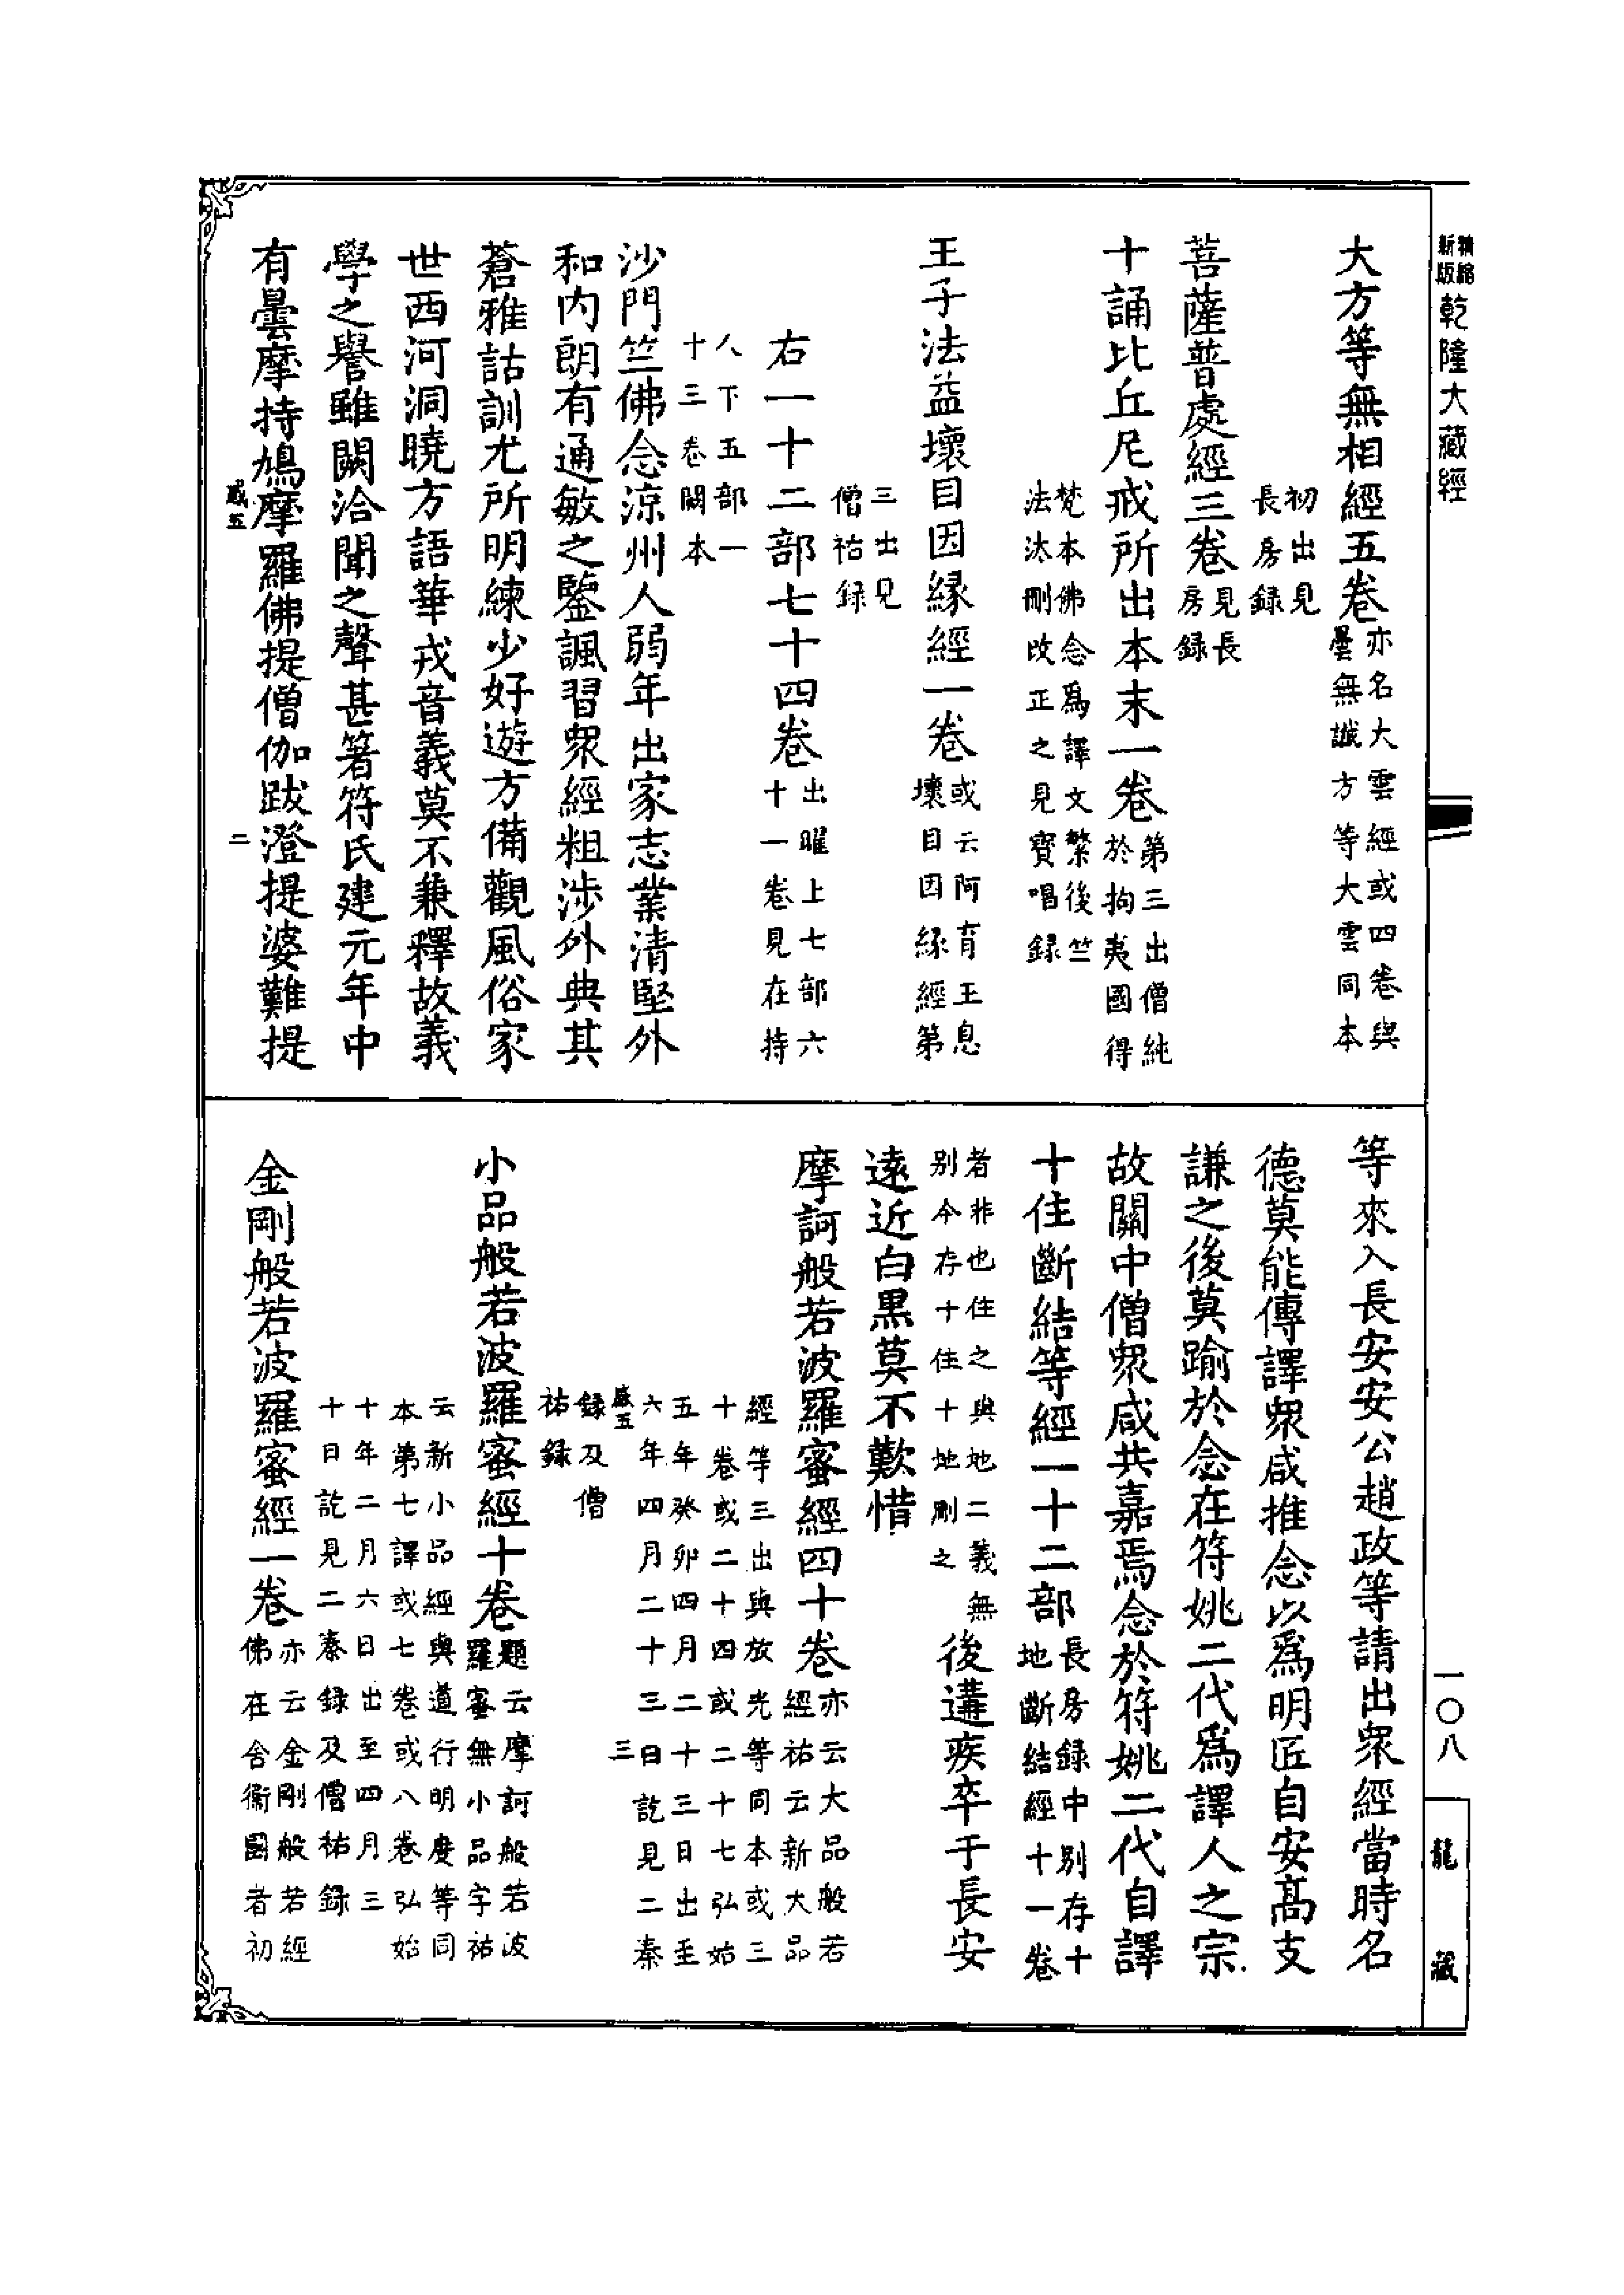 精縮
新版
乾隆大藏經
大方等無相經五卷
亦名大雲經或四卷與
曇無讖方等大雲同本
初出見
長房録
菩薩普處經三卷
見長
房録
十誦比丘尼戒所出本末一卷
第三出僧純
於拘夷國得
梵本佛念爲譯文繁後竺
法汰刪改正之見寶唱録
王子法益壞目因緣經一卷
或云阿育王息
壞目因緣經第
三出見
僧祐録
右一十二部七十四卷
出曜上七部六
十一卷見在持
人下五部一
十三卷闕本
沙門竺佛念涼州人弱年出家志業清堅外
和内朗有通敏之鑒諷習衆經粗涉外典其
蒼雅詁訓尤所明練少好遊方備觀風俗家
世西河洞曉方語華戎音義莫不兼釋故義
學之譽雖闕洽聞之聲甚箸符氏建元年中
有曇摩持鳩摩羅佛提僧伽跋澄提婆難提
感五
二
等來入長安安公趙政等請出衆經當時名
德莫能傳譯衆咸推念以爲明匠自安髙支
謙之後莫踰於念在符姚二代爲譯人之宗
故關中僧衆咸共嘉焉念於符姚二代自譯
十住斷結等經一十二部
長房録中别存十
地斷結經十一卷
者非也住之與地二義無
别今存十住十地刪之
後遘疾卒于長安
遠近白黒莫不歎惜
摩訶般若波羅蜜經四十卷
亦云大品般若
經祐云新大品
經等三出與放光等同本或三
十卷或二十四或二十七弘始
五年癸卯四月二十三日出至
六年四月二十三日訖見二秦
感五
三
録及僧
祐録
小品般若波羅蜜經十卷
題云摩訶般若波
羅蜜無小品字祐
云新小品經與道行明度等同
本第七譯或七卷或八卷弘始
十年二月六日出至四月三
十日訖見二秦録及僧祐録
金剛般若波羅蜜經一卷
亦云金剛般若經
佛在舍衞國者初
一〇八
龍藏